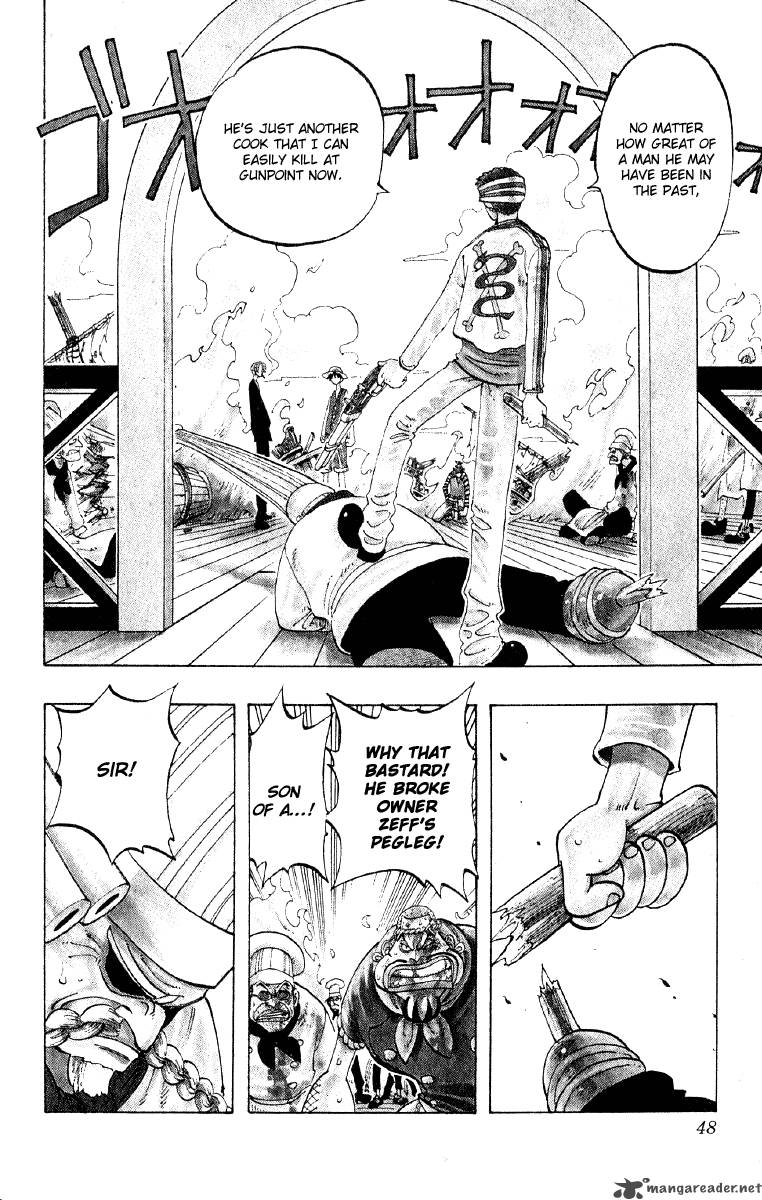 NO MATTER
HOW GREAT OF
A MAN HE MAY
HAVE BEEN IN
THE PAST,
HE'S JUST ANOTHER
COOK THAT I CAN
EASILY KILL AT
GUNPOINT NOW.
ゴオオオオオオ
WHY THAT
BASTARD!
HE BROKE
OWNER
ZEFF'S
PEGLEG!
SON
OF A...!
SIR!
48
mangareader.net